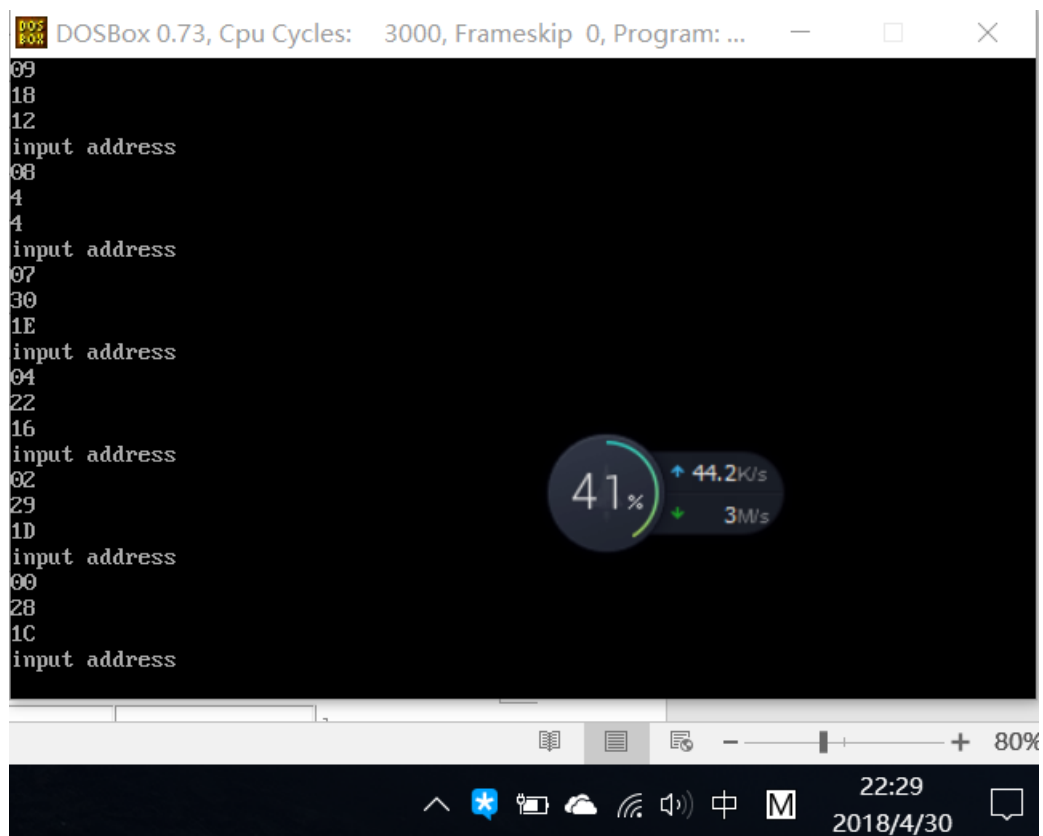 DOS BOX DOSBox 0.73, Cpu Cycles: 3000, Frameskip 0, Program: ...
09
18
12
input address
08
4
4
input address
07
30
1E
input address
04
22
16
input address
02
29
1D
input address
00
28
1C
input address
41%
44.2K/s
3M/s
80%
中 M
22:29
2018/4/30